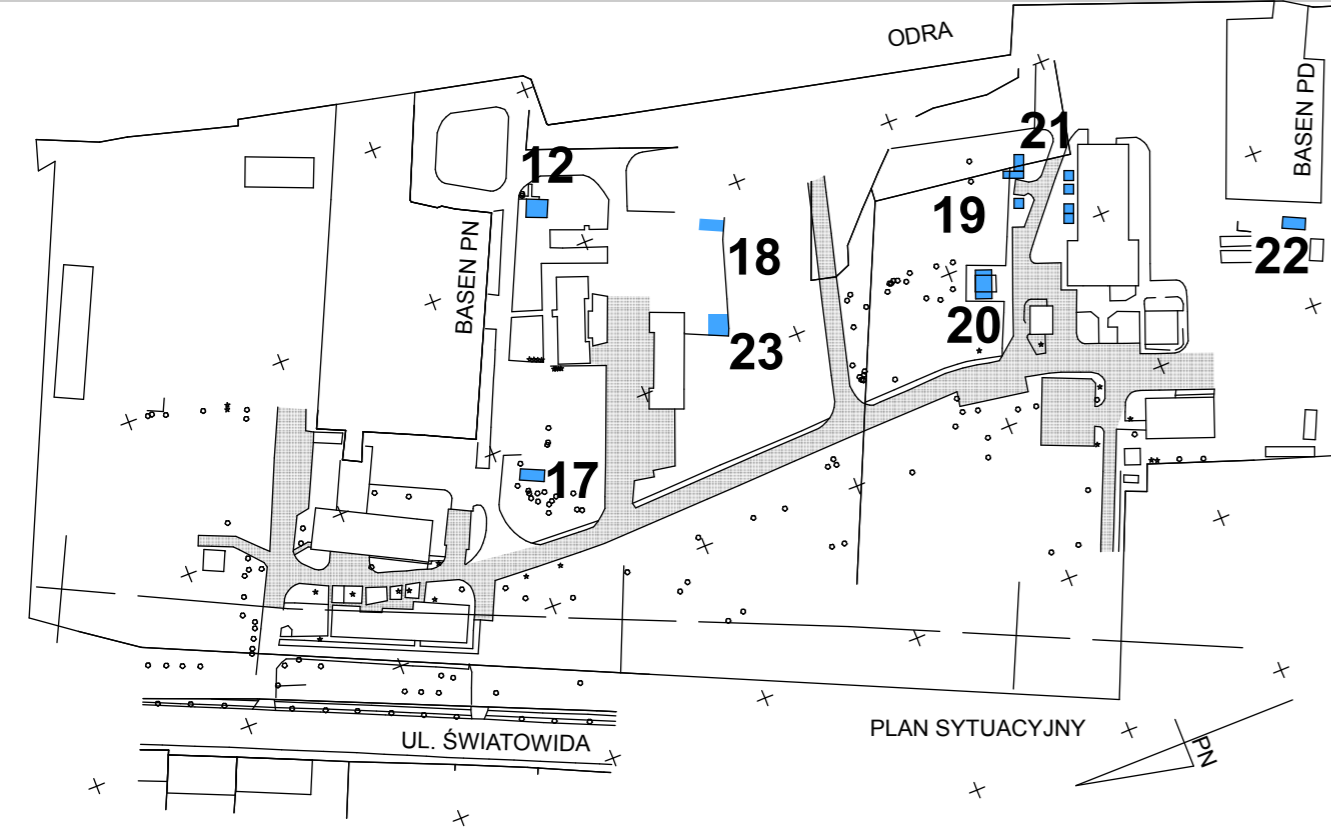 ODRA
BASEN PD
21
12
19
BASEN PN
18
22
20
23
17
PLAN SYTUACYJNY
UL. ŚWIATOWIDA
PN